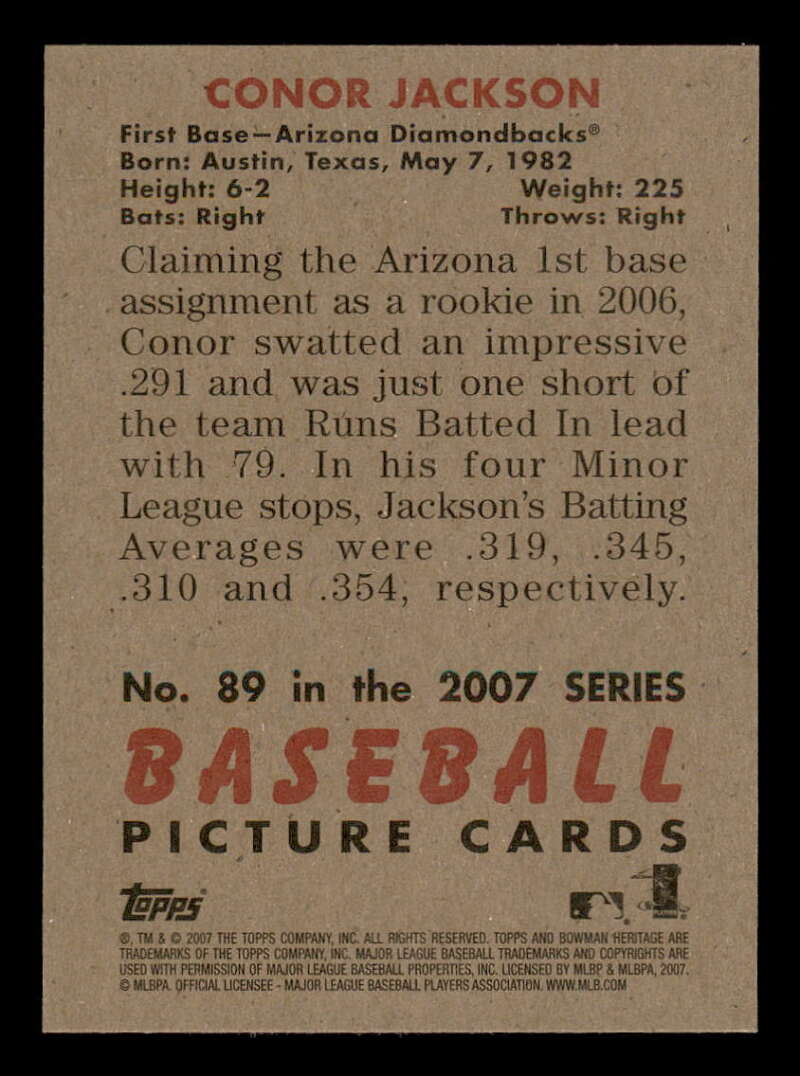 CONOR JACKSON
First Base—Arizona Diamondbacks®
Born: Austin, Texas, May 7, 1982
Height: 6-2 Weight: 225
Bats: Right Throws: Right
Claiming the Arizona 1st base
assignment as a rookie in 2006,
Conor swatted an impressive
.291 and was just one short of
the team Runs Batted In lead
with 79. In his four Minor
League stops, Jackson's Batting
Averages were .319, .345,
.310 and .354, respectively.
No. 89 in the 2007 SERIES
BASEBALL
PICTURE CARDS
TOPPS
®, TM & © 2007 THE TOPPS COMPANY, INC. ALL RIGHTS RESERVED. TOPPS AND BOWMAN HERITAGE ARE
TRADEMARKS OF THE TOPPS COMPANY, INC. MAJOR LEAGUE BASEBALL TRADEMARKS AND COPYRIGHTS ARE
USED WITH PERMISSION OF MAJOR LEAGUE BASEBALL PROPERTIES, INC. LICENSED BY MLBP & MLBPA, 2007.
© MLBPA. OFFICIAL LICENSEE - MAJOR LEAGUE BASEBALL PLAYERS ASSOCIATION. WWW.MLB.COM